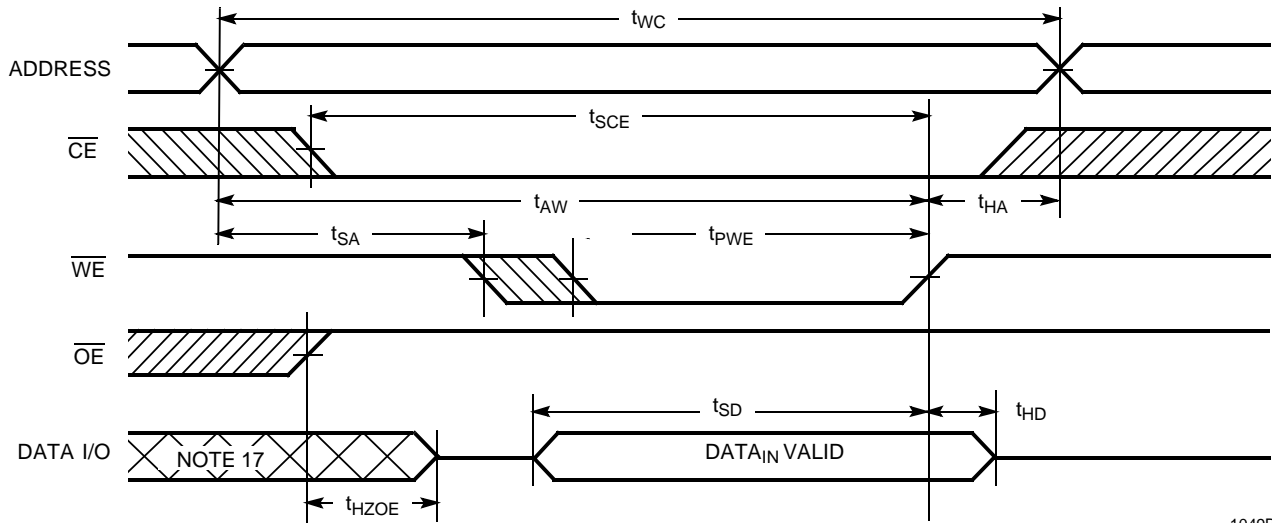 tWC
ADDRESS
tSCE
CE
tAW
tHA
tSA
tPWE
WE
OE
tSD
tHD
DATA I/O
NOTE 17
DATAIN VALID
tHZOE